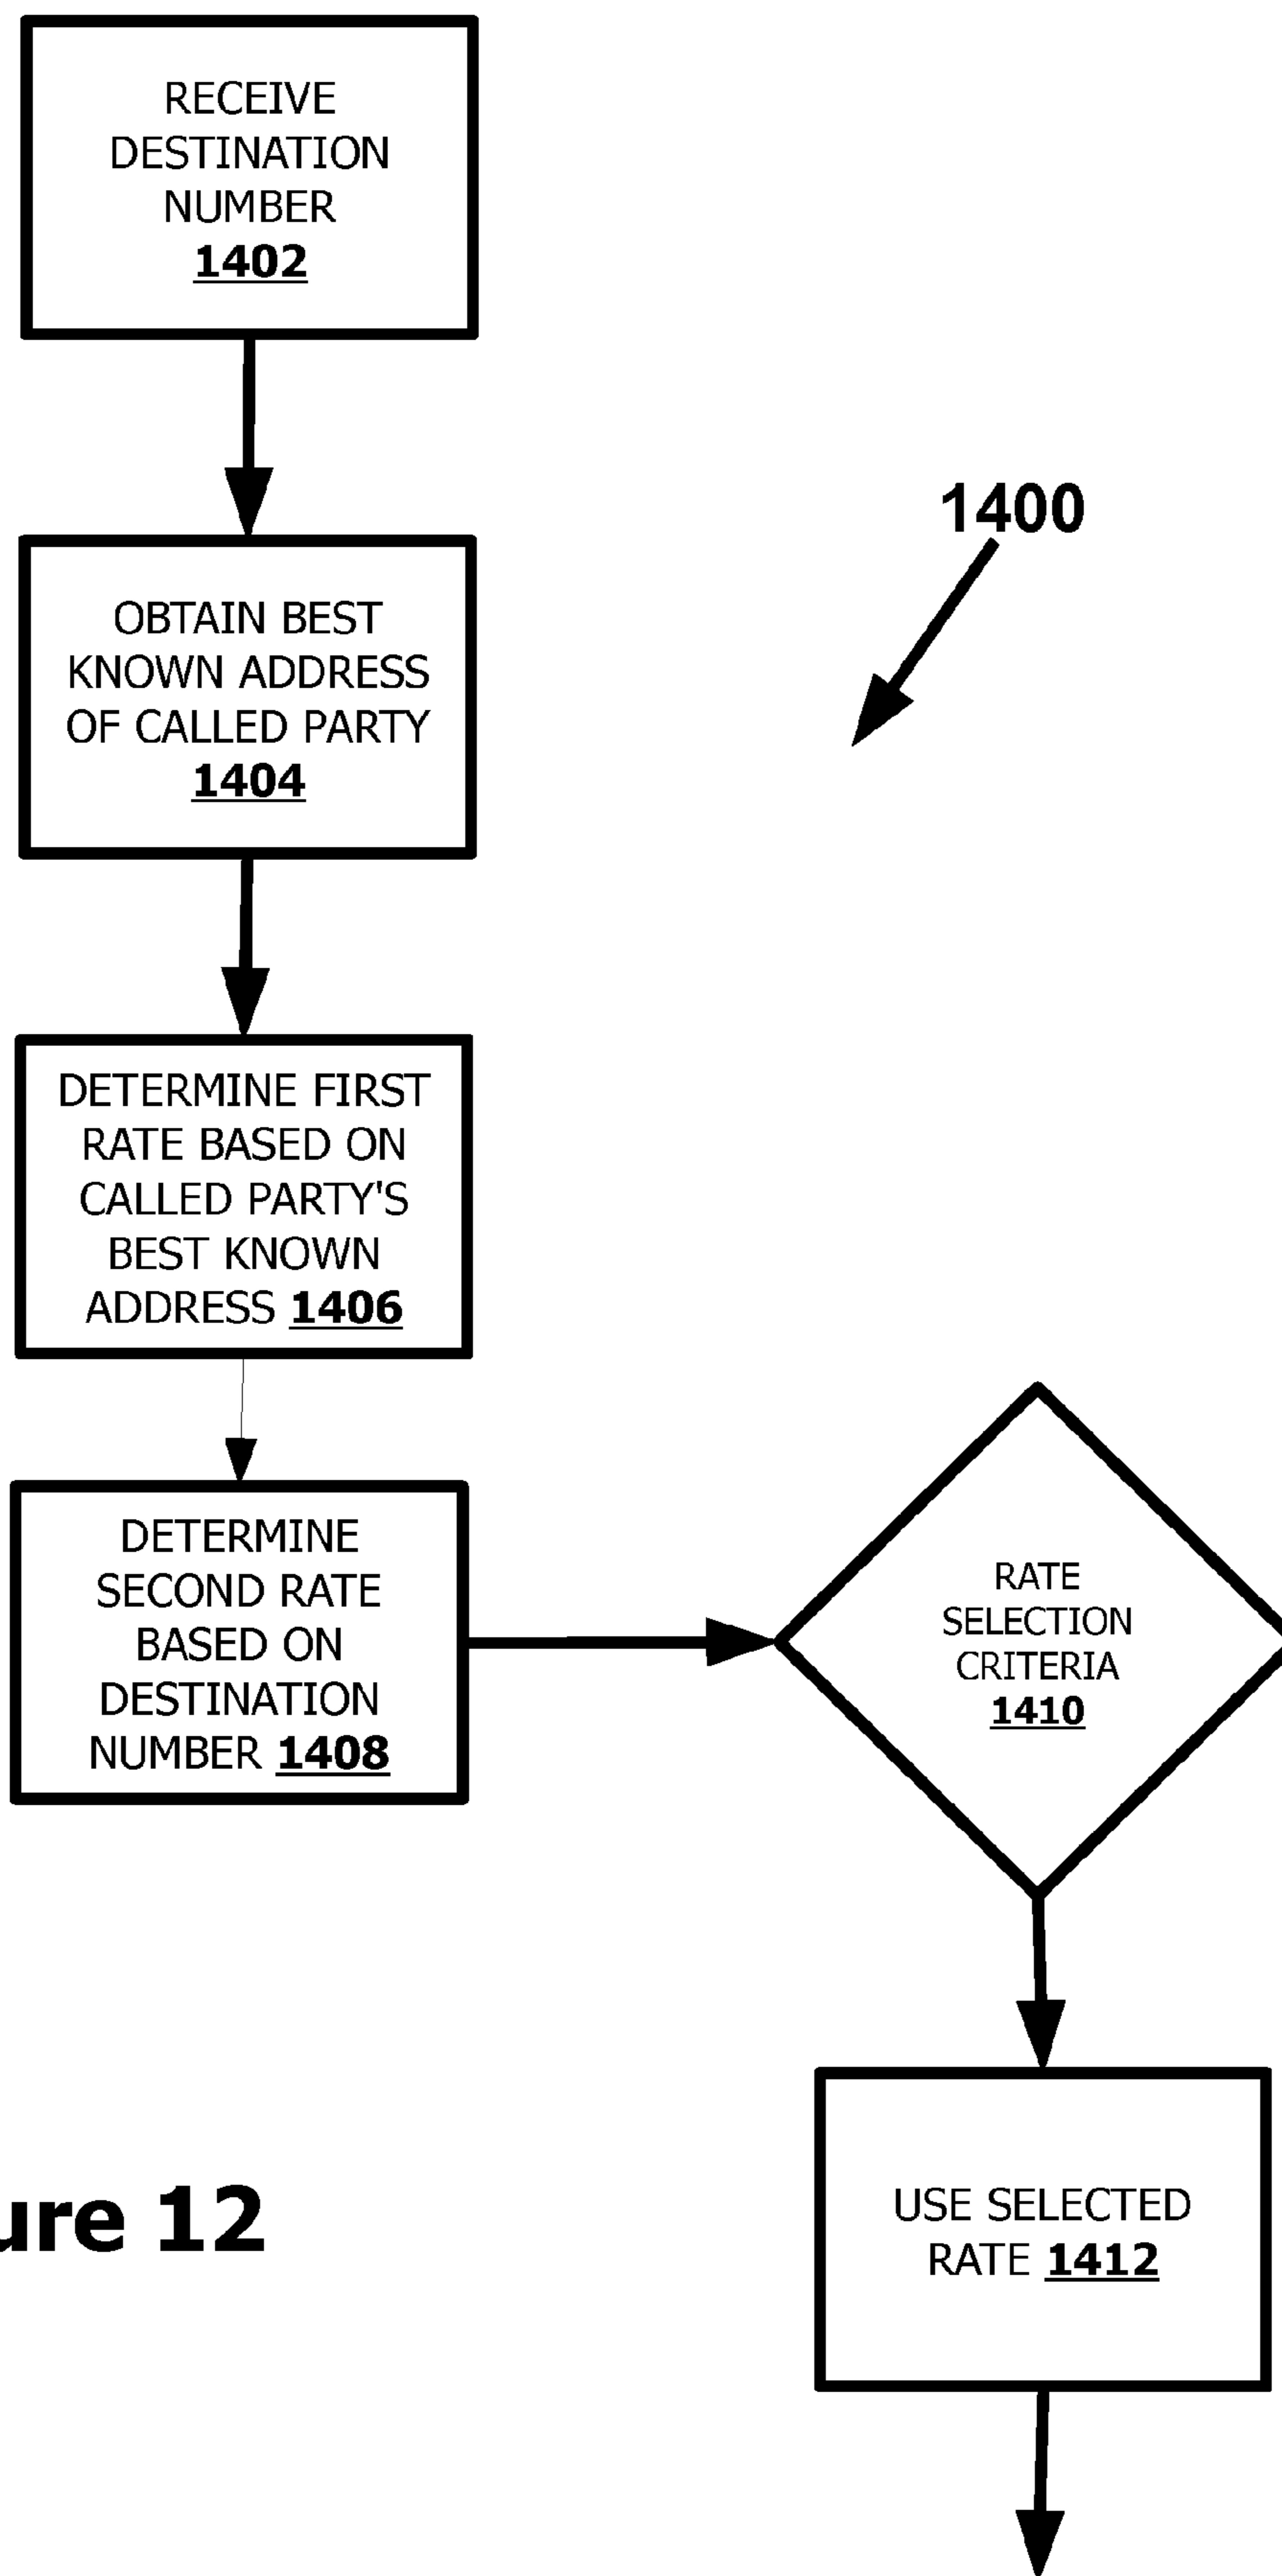 RECEIVE
DESTINATION
NUMBER
1402
1400
OBTAIN BEST
KNOWN ADDRESS
OF CALLED PARTY
1404
DETERMINE FIRST
RATE BASED ON
CALLED PARTY'S
BEST KNOWN
ADDRESS 1406
DETERMINE
SECOND RATE
BASED ON
DESTINATION
NUMBER 1408
RATE
SELECTION
CRITERIA
1410
USE SELECTED
RATE 1412
ure 12